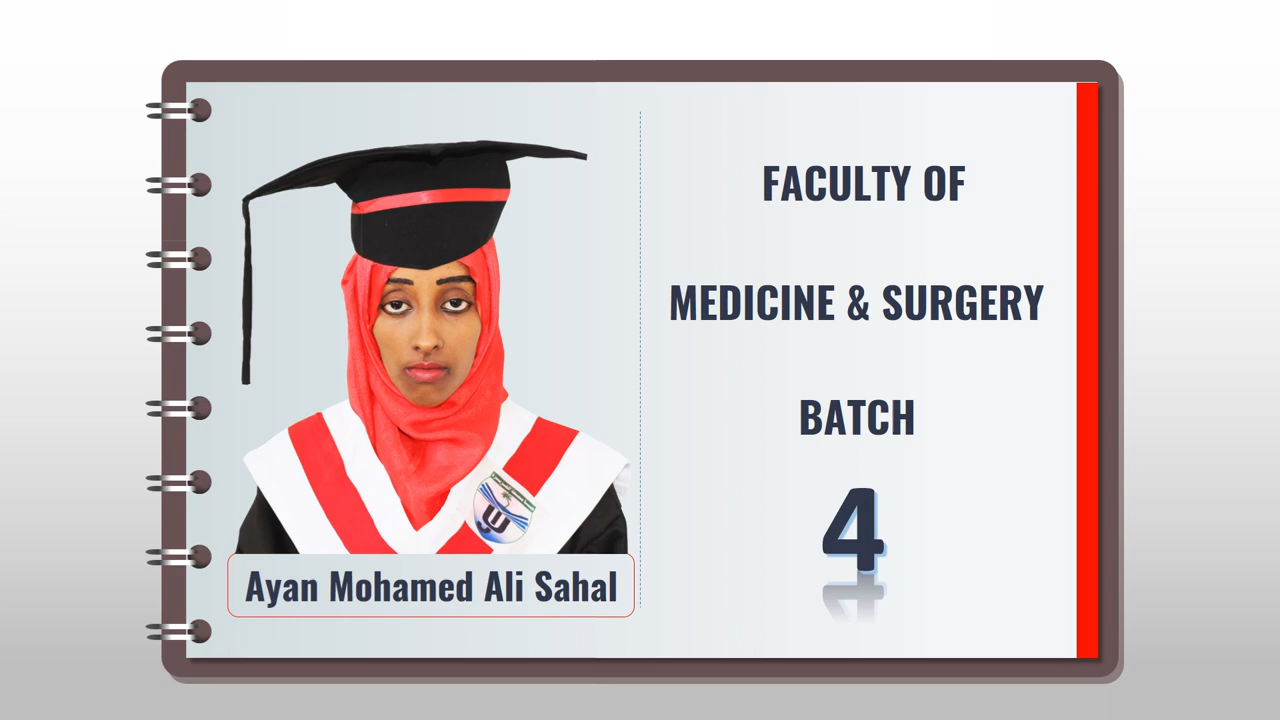 FACULTY OF
MEDICINE & SURGERY
BATCH
4
Ayan Mohamed Ali Sahal